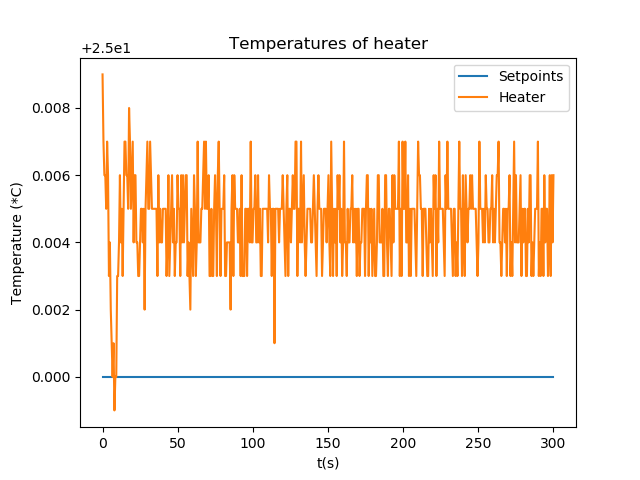 Temperatures of heater
+2.5e1
Setpoints
Heater
0.008
0.006
0.004
0.002
0.000
Temperature (*C)
0
50
100
150
200
250
300
t(s)